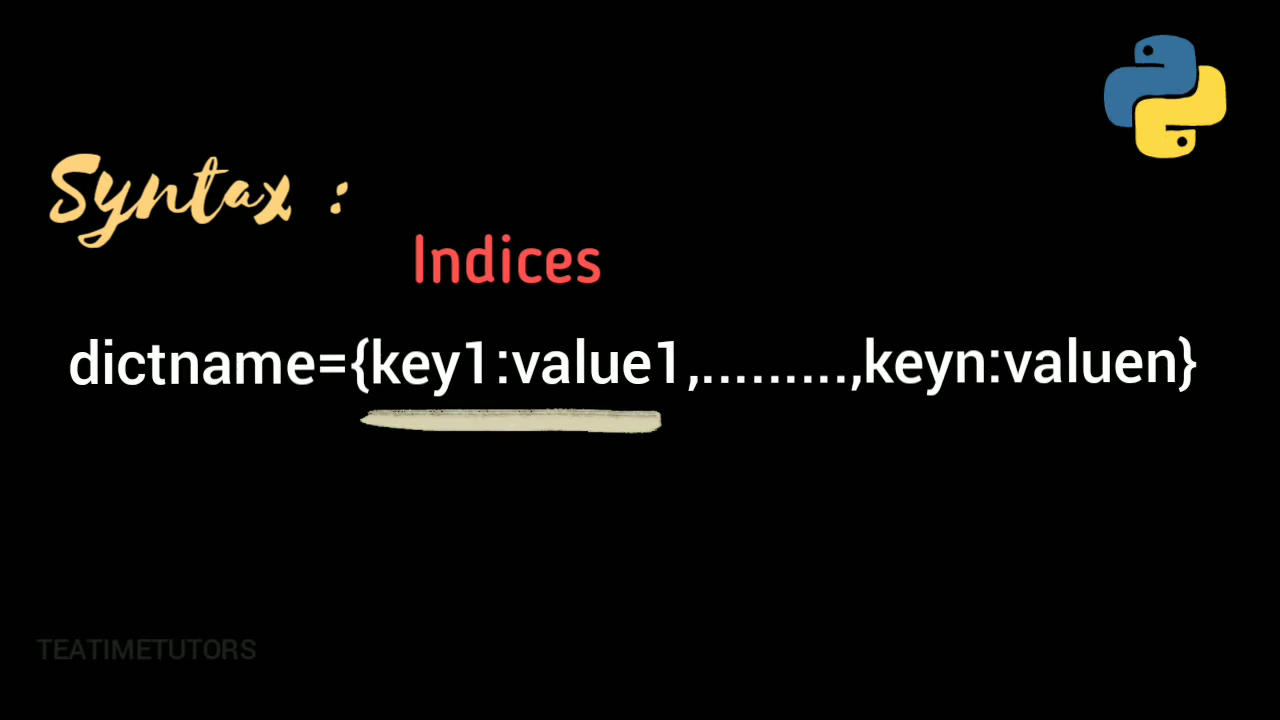 Syntax :
Indices
dictname={key1:value1,.........,keyn:valuen}
TEATIMETUTORS